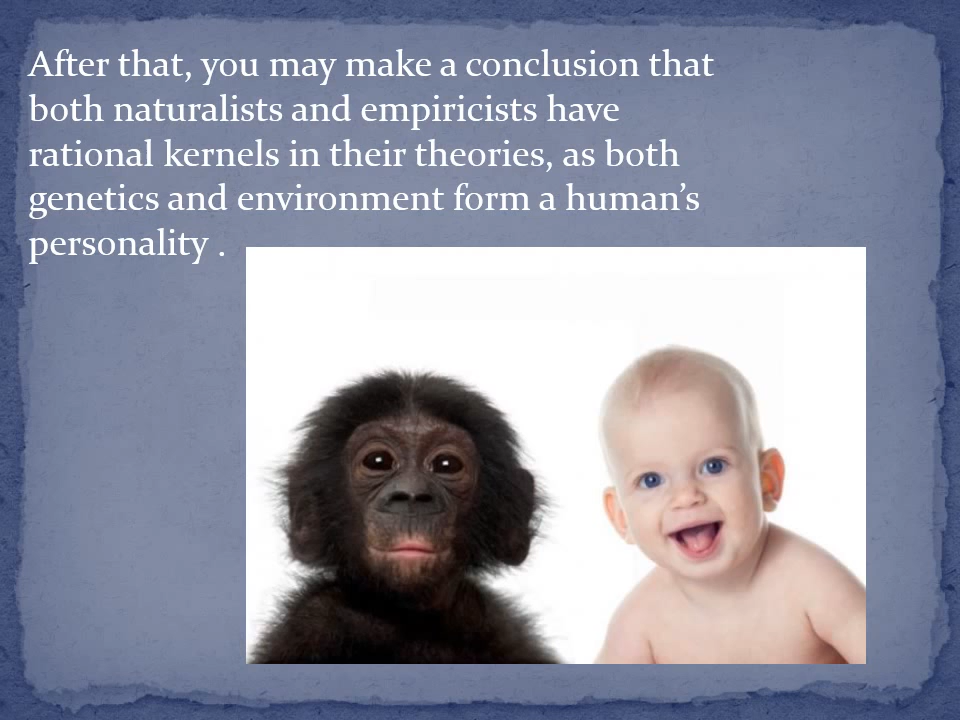 After that, you may make a conclusion that
both naturalists and empiricists have
rational kernels in their theories, as both
genetics and environment form a human’s
personality .